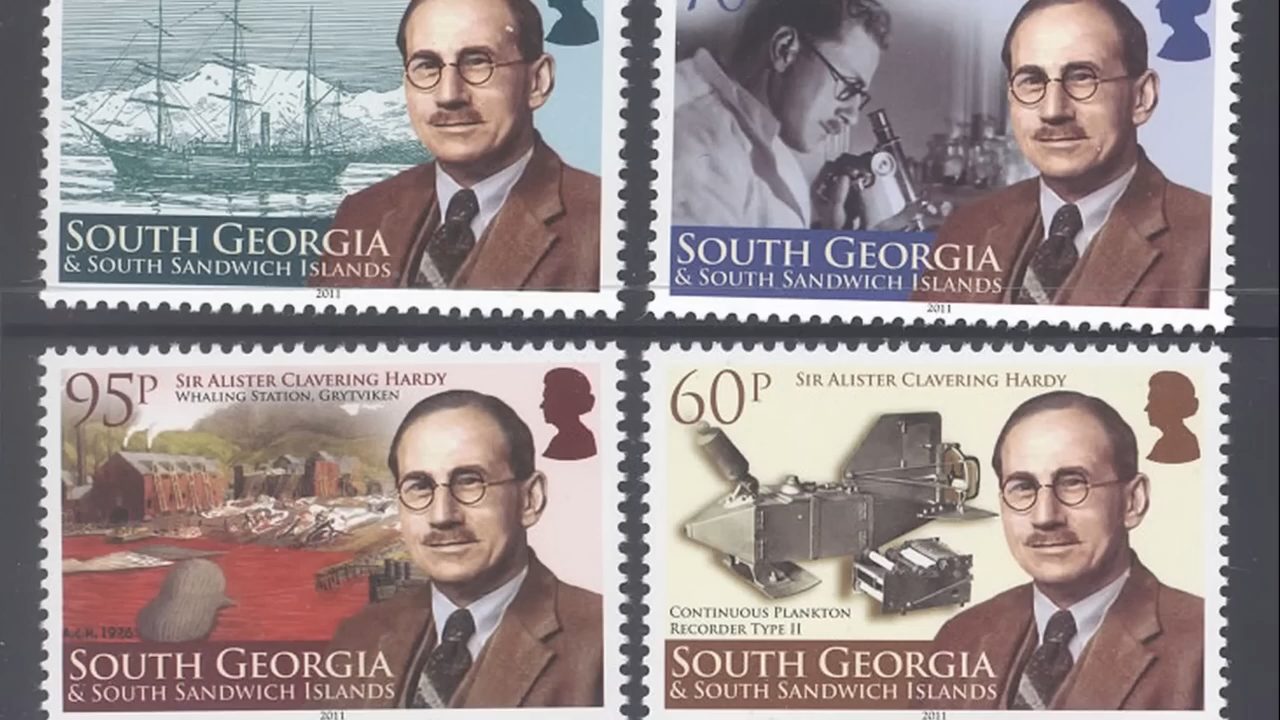 SOUTH GEORGIA
& SOUTH SANDWICH ISLANDS
2011
SOUTH GEORGIA
& SOUTH SANDWICH ISLANDS
2011
95P
SIR ALISTER CLAVERING HARDY
WHALING STATION, GRYTVIKEN
A.C.H. 1926
SOUTH GEORGIA
& SOUTH SANDWICH ISLANDS
2011
60P
SIR ALISTER CLAVERING HARDY
CONTINUOUS PLANKTON
RECORDER TYPE II
SOUTH GEORGIA
& SOUTH SANDWICH ISLANDS
2011